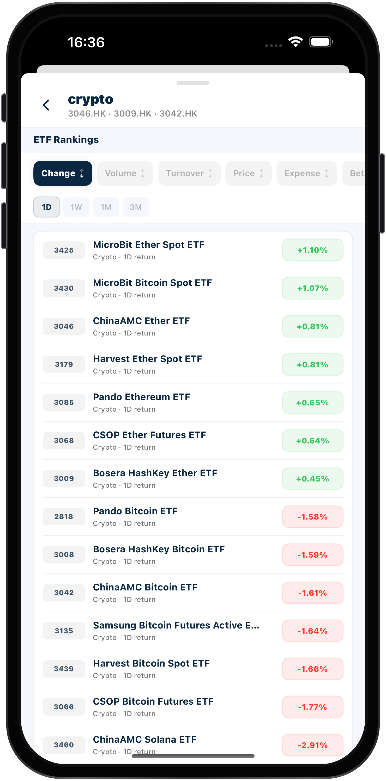 16:36
crypto
3046.HK · 3009.HK · 3042.HK
ETF Rankings
Change Volume Turnover Price Expense Bet
1D 1W 1M 3M
3425 MicroBit Ether Spot ETF +1.10%
Crypto · 1D return
3430 MicroBit Bitcoin Spot ETF +1.07%
Crypto · 1D return
3046 ChinaAMC Ether ETF +0.81%
Crypto · 1D return
3179 Harvest Ether Spot ETF +0.81%
Crypto · 1D return
3085 Pando Ethereum ETF +0.65%
Crypto · 1D return
3068 CSOP Ether Futures ETF +0.64%
Crypto · 1D return
3009 Bosera HashKey Ether ETF +0.45%
Crypto · 1D return
2818 Pando Bitcoin ETF -1.58%
Crypto · 1D return
3008 Bosera HashKey Bitcoin ETF -1.59%
Crypto · 1D return
3042 ChinaAMC Bitcoin ETF -1.61%
Crypto · 1D return
3135 Samsung Bitcoin Futures Active E... -1.64%
Crypto · 1D return
3439 Harvest Bitcoin Spot ETF -1.66%
Crypto · 1D return
3066 CSOP Bitcoin Futures ETF -1.77%
Crypto · 1D return
3460 ChinaAMC Solana ETF -2.91%
Crypto · 1D return